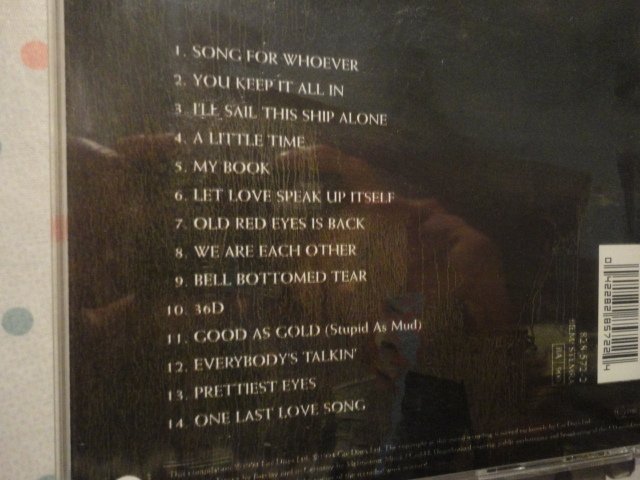 1. SONG FOR WHOEVER
2. YOU KEEP IT ALL IN
3. I'LL SAIL THIS SHIP ALONE
4. A LITTLE TIME
5. MY BOOK
6. LET LOVE SPEAK UP ITSELF
7. OLD RED EYES IS BACK
8. WE ARE EACH OTHER
9. BELL BOTTOMED TEAR
10. 36D
11. GOOD AS GOLD (Stupid As Mud)
12. EVERYBODY'S TALKIN'
13. PRETTIEST EYES
14. ONE LAST LOVE SONG